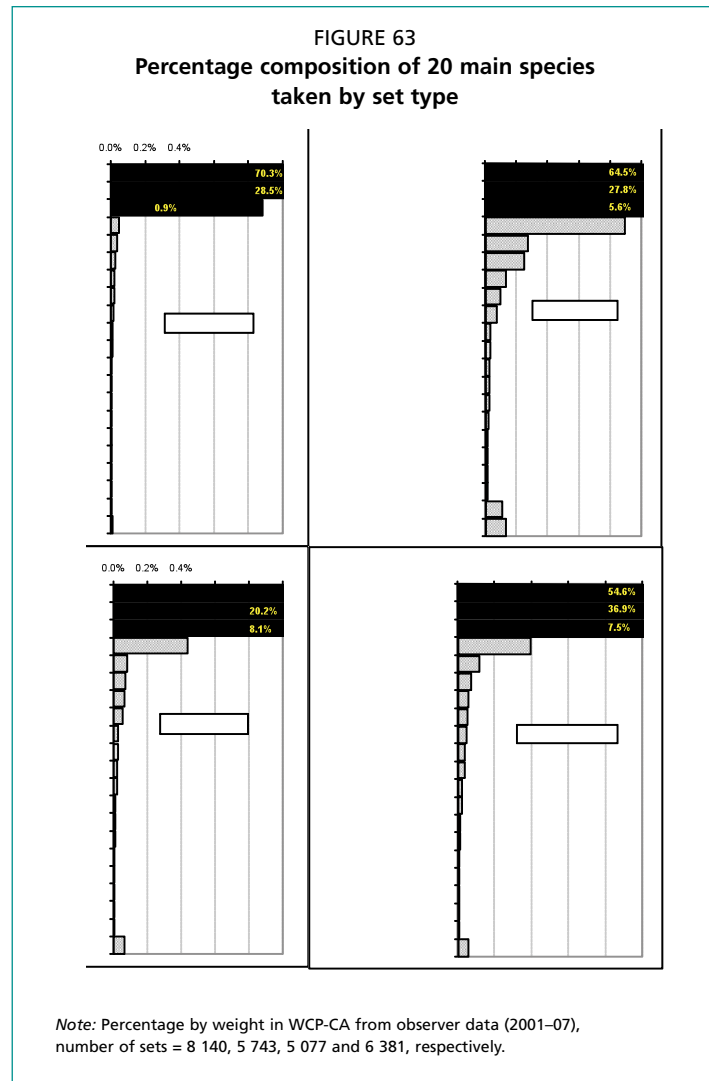 FIGURE 63
Percentage composition of 20 main species
taken by set type
0.0% 0.2% 0.4%
70.3%
28.5%
0.9%
64.5%
27.8%
5.6%
0.0% 0.2% 0.4%
20.2%
8.1%
54.6%
36.9%
7.5%
Note: Percentage by weight in WCP-CA from observer data (2001–07),
number of sets = 8 140, 5 743, 5 077 and 6 381, respectively.